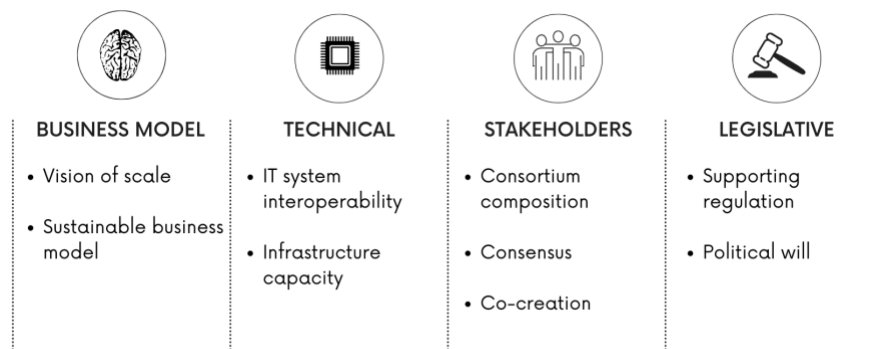 BUSINESS MODEL
• Vision of scale
• Sustainable business
model
TECHNICAL
• IT system
interoperability
• Infrastructure
capacity
STAKEHOLDERS
• Consortium
composition
• Consensus
• Co-creation
LEGISLATIVE
• Supporting
regulation
• Political will